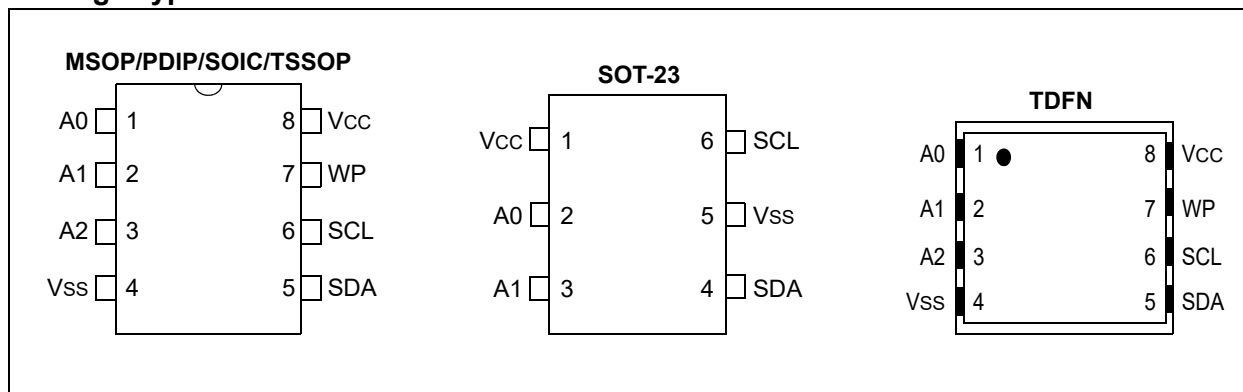 MSOP/PDIP/SOIC/TSSOP
A0 1 8 VCC
A1 2 7 WP
A2 3 6 SCL
VSS 4 5 SDA
SOT-23
VCC 1 6 SCL
A0 2 5 VSS
A1 3 4 SDA
TDFN
A0 1 8 VCC
A1 2 7 WP
A2 3 6 SCL
VSS 4 5 SDA